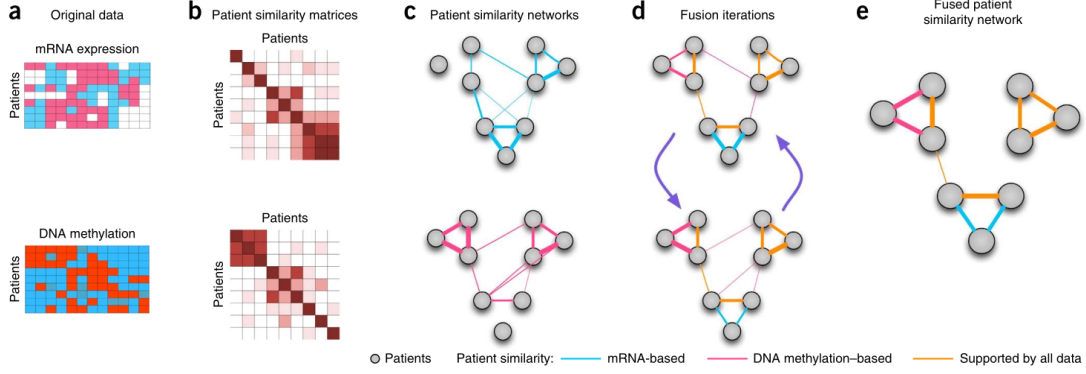 a
Original data
mRNA expression
Patients
DNA methylation
Patients
b
Patient similarity matrices
Patients
Patients
Patients
Patients
c
Patient similarity networks
d
Fusion iterations
e
Fused patient
similarity network
Patients
Patient similarity:
mRNA-based
DNA methylation–based
Supported by all data